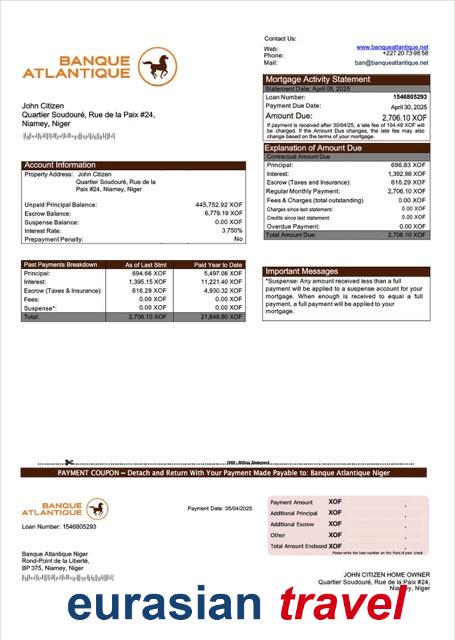 Contact Us:
Web: www.banqueatlantique.net
Phone: +227 20 73 98 58
Mail: ban@banqueatlantique.net
BANQUE
ATLANTIQUE
Mortgage Activity Statement
Statement Date: April 05, 2025
Loan Number: 1546805293
Payment Due Date: April 30, 2025
Amount Due: 2,706.10 XOF
If payment is received after 30/04/25, a late fee of 104.49 XOF will
be charged. If the Amount Due changes, the late fee may also
change based on terms of your mortgage.
John Citizen
Quartier Soudouré, Rue de la Paix #24,
Niamey, Niger
Explanation of Amount Due
Contractual Amount Due
Principal: 696.83 XOF
Interest: 1,392.98 XOF
Escrow (Taxes and Insurance): 616.29 XOF
Regular Monthly Payment: 2,706.10 XOF
Fees & Charges (total outstanding) 0.00 XOF
Charges since last statement: 0.00 XOF
Credits since last statement: 0.00 XOF
Overdue Payment: 0.00 XOF
Total Amount Due: 2,706.10 XOF
Account Information
Property Address: John Citizen
Quartier Soudouré, Rue de la
Paix #24, Niamey, Niger
Unpaid Principal Balance: 445,752.92 XOF
Escrow Balance: 6,779.19 XOF
Suspense Balance: 0.00 XOF
Interest Rate: 3.750%
Prepayment Penalty: No
Past Payments Breakdown As of Last Stmt Paid Year to Date
Principal: 694.66 XOF 5,497.08 XOF
Interest: 1,395.15 XOF 11,221.40 XOF
Escrow (Taxes & Insurance): 616.29 XOF 4,930.32 XOF
Fees: 0.00 XOF 0.00 XOF
Suspense*: 0.00 XOF 0.00 XOF
Total: 2,706.10 XOF 21,648.80 XOF
Important Messages
*Suspense: Any amount received less than a full
payment will be applied to a suspense account for your
mortgage. When enough is received to equal a full
payment, a full payment will be applied to your
mortgage.
Billing Statement
PAYMENT COUPON – Detach and Return With Your Payment Made Payable to: Banque Atlantique Niger
BANQUE
ATLANTIQUE
Loan Number: 1546805293
Payment Date: 05/04/2025
Payment Amount XOF .
Additional Principal XOF .
Additional Escrow XOF .
Other XOF .
Total Amount Enclosed XOF .
Please write the loan number on the front of your check
Banque Atlantique Niger
Rond-Point de la Liberté,
BP 375, Niamey, Niger
JOHN CITIZEN HOME OWNER
Quartier Soudouré, Rue de la Paix #24,
Niamey, Niger
eurasian travel